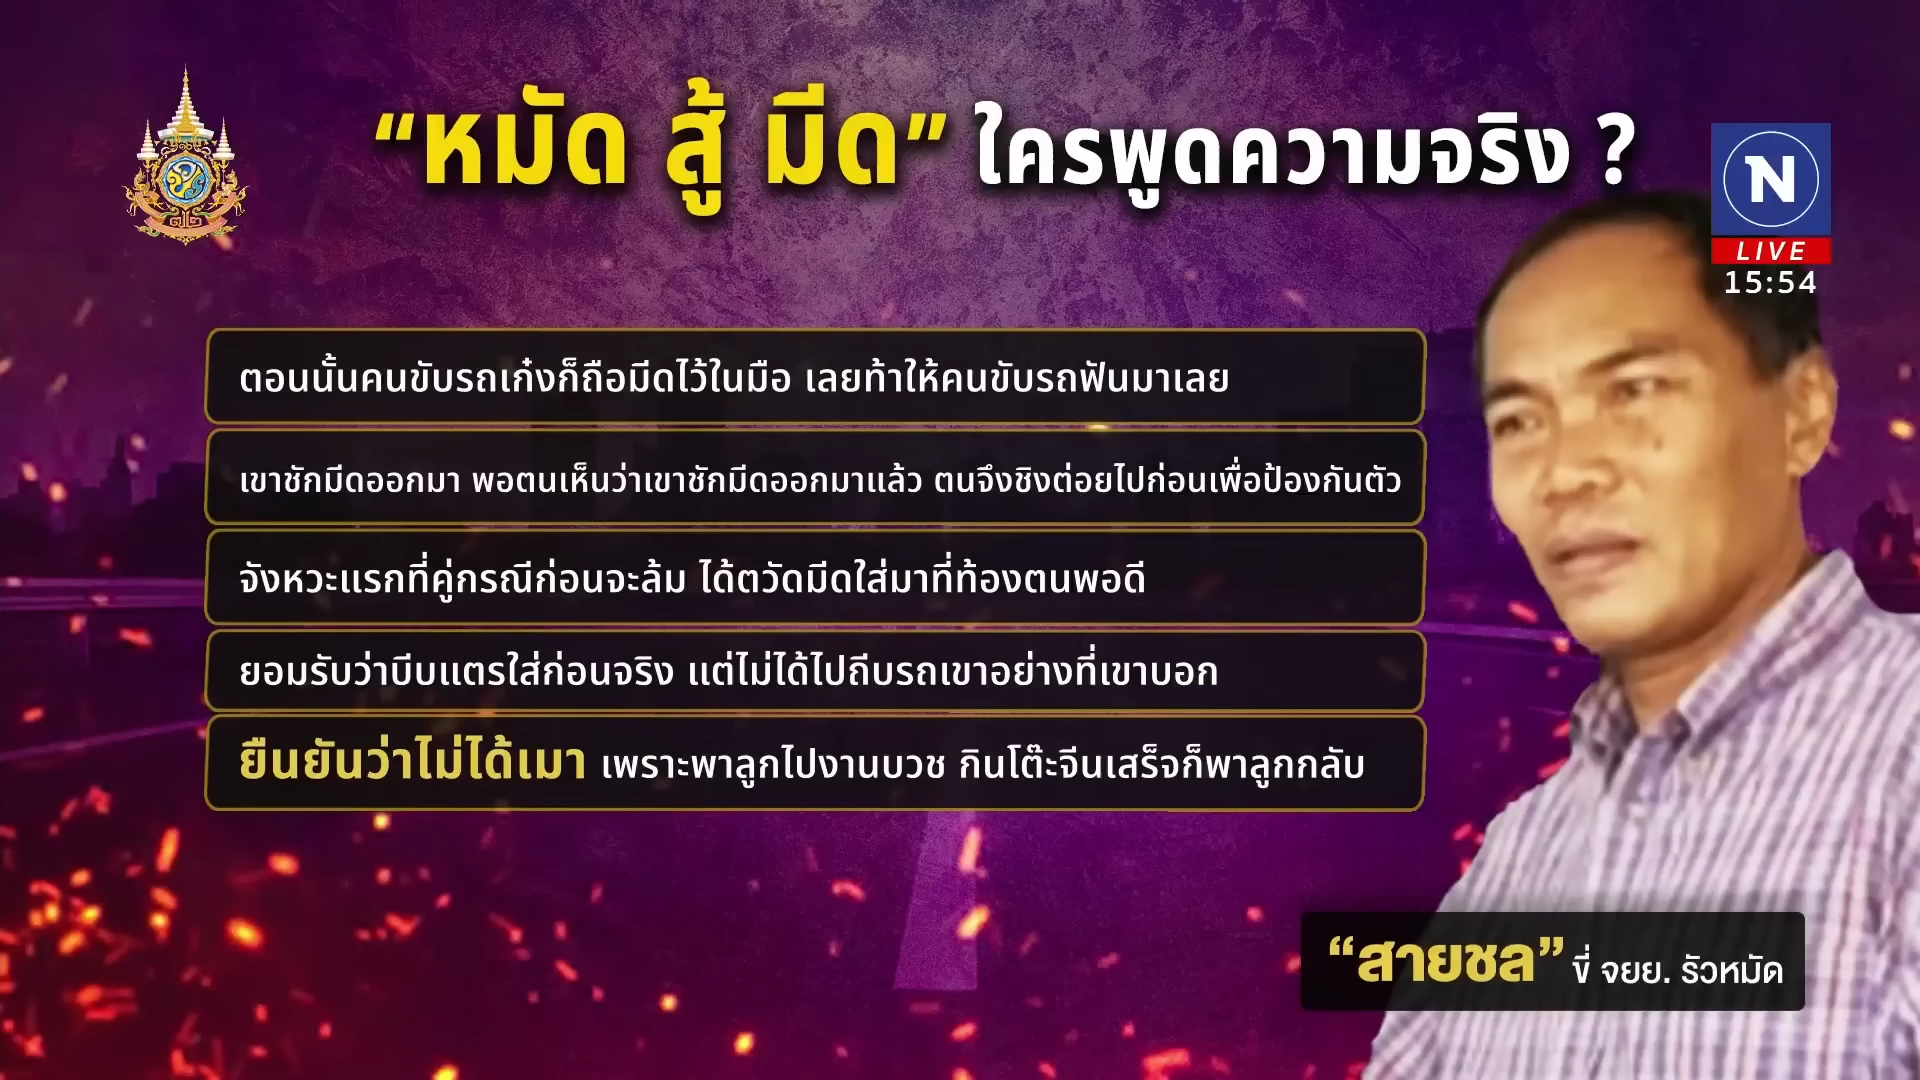 “หมัด สู้ มีด” ใครพูดความจริง ?
N
LIVE
15:54
ตอนนั้นคนขับรถเก๋งก็ถือมีดไว้ในมือ เลยท้าให้คนขับรถฟันมาเลย
เขาชักมีดออกมา พอตนเห็นว่าเขาชักมีดออกมาแล้ว ตนจึงชิงต่อยไปก่อนเพื่อป้องกันตัว
จังหวะแรกที่คู่กรณีก่อนจะล้ม ได้ตวัดมีดใส่มาที่ท้องตนพอดี
ยอมรับว่าบีบแตรใส่ก่อนจริง แต่ไม่ได้ไปถีบรถเขาอย่างที่เขาบอก
ยืนยันว่าไม่ได้เมา เพราะพาลูกไปงานบวช กินโต๊ะจีนเสร็จก็พาลูกกลับ
“สายชล” ขี่ จยย. รัวหมัด